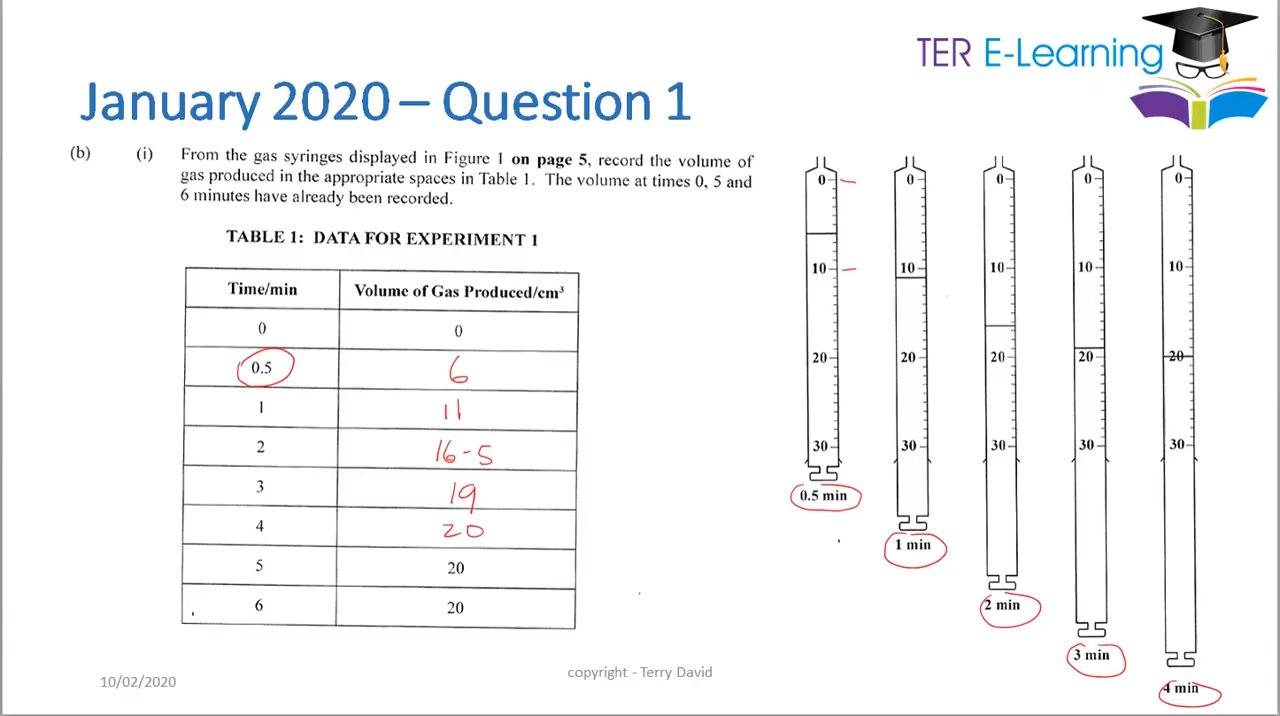 TER E-Learning
January 2020 – Question 1
(b) (i) From the gas syringes displayed in Figure 1 on page 5, record the volume of
gas produced in the appropriate spaces in Table 1. The volume at times 0, 5 and
6 minutes have already been recorded.
TABLE 1: DATA FOR EXPERIMENT 1
Time/min Volume of Gas Produced/cm³
0 0
0.5 6
1 11
2 16-5
3 19
4 20
5 20
6 20
0 0 0 0 0
10 10 10 10 10
20 20 20 20 20
30 30 30 30 30
0.5 min
1 min
2 min
3 min
4 min
10/02/2020
copyright - Terry David